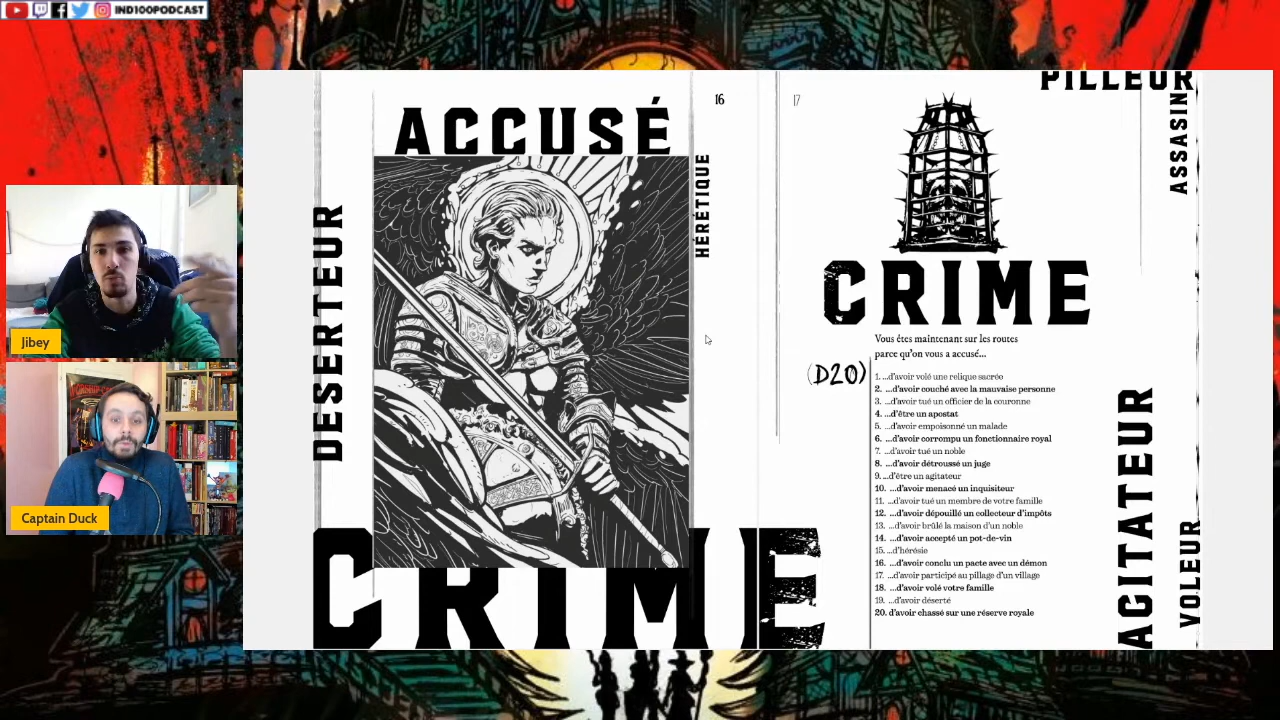 IND100PODCAST
Jibey
Captain Duck
16
ACCUSÉ
HÉRÉTIQUE
DESERTEUR
CRIME
17
PILLEUR
ASSASIN
CRIME
Vous êtes maintenant sur les routes
parce qu'on vous a accusé...
(D20)
1. ...d'avoir volé une relique sacrée
2. ...d'avoir couché avec la mauvaise personne
3. ...d'avoir tué un officier de la couronne
4. ...d'être un apostat
5. ...d'avoir empoisonné un malade
6. ...d'avoir corrompu un fonctionnaire royal
7. ...d'avoir tué un noble
8. ...d'avoir détroussé un juge
9. ...d'être un agitateur
10. ...d'avoir menacé un inquisiteur
11. ...d'avoir tué un membre de votre famille
12. ...d'avoir dépouillé un collecteur d'impôts
13. ...d'avoir brûlé la maison d'un noble
14. ...d'avoir accepté un pot-de-vin
15. ...d'hérésie
16. ...d'avoir conclu un pacte avec un démon
17. ...d'avoir participé au pillage d'un village
18. ...d'avoir volé votre famille
19. ...d'avoir déserté
20. d'avoir chassé sur une réserve royale
AGITATEUR
VOLEUR